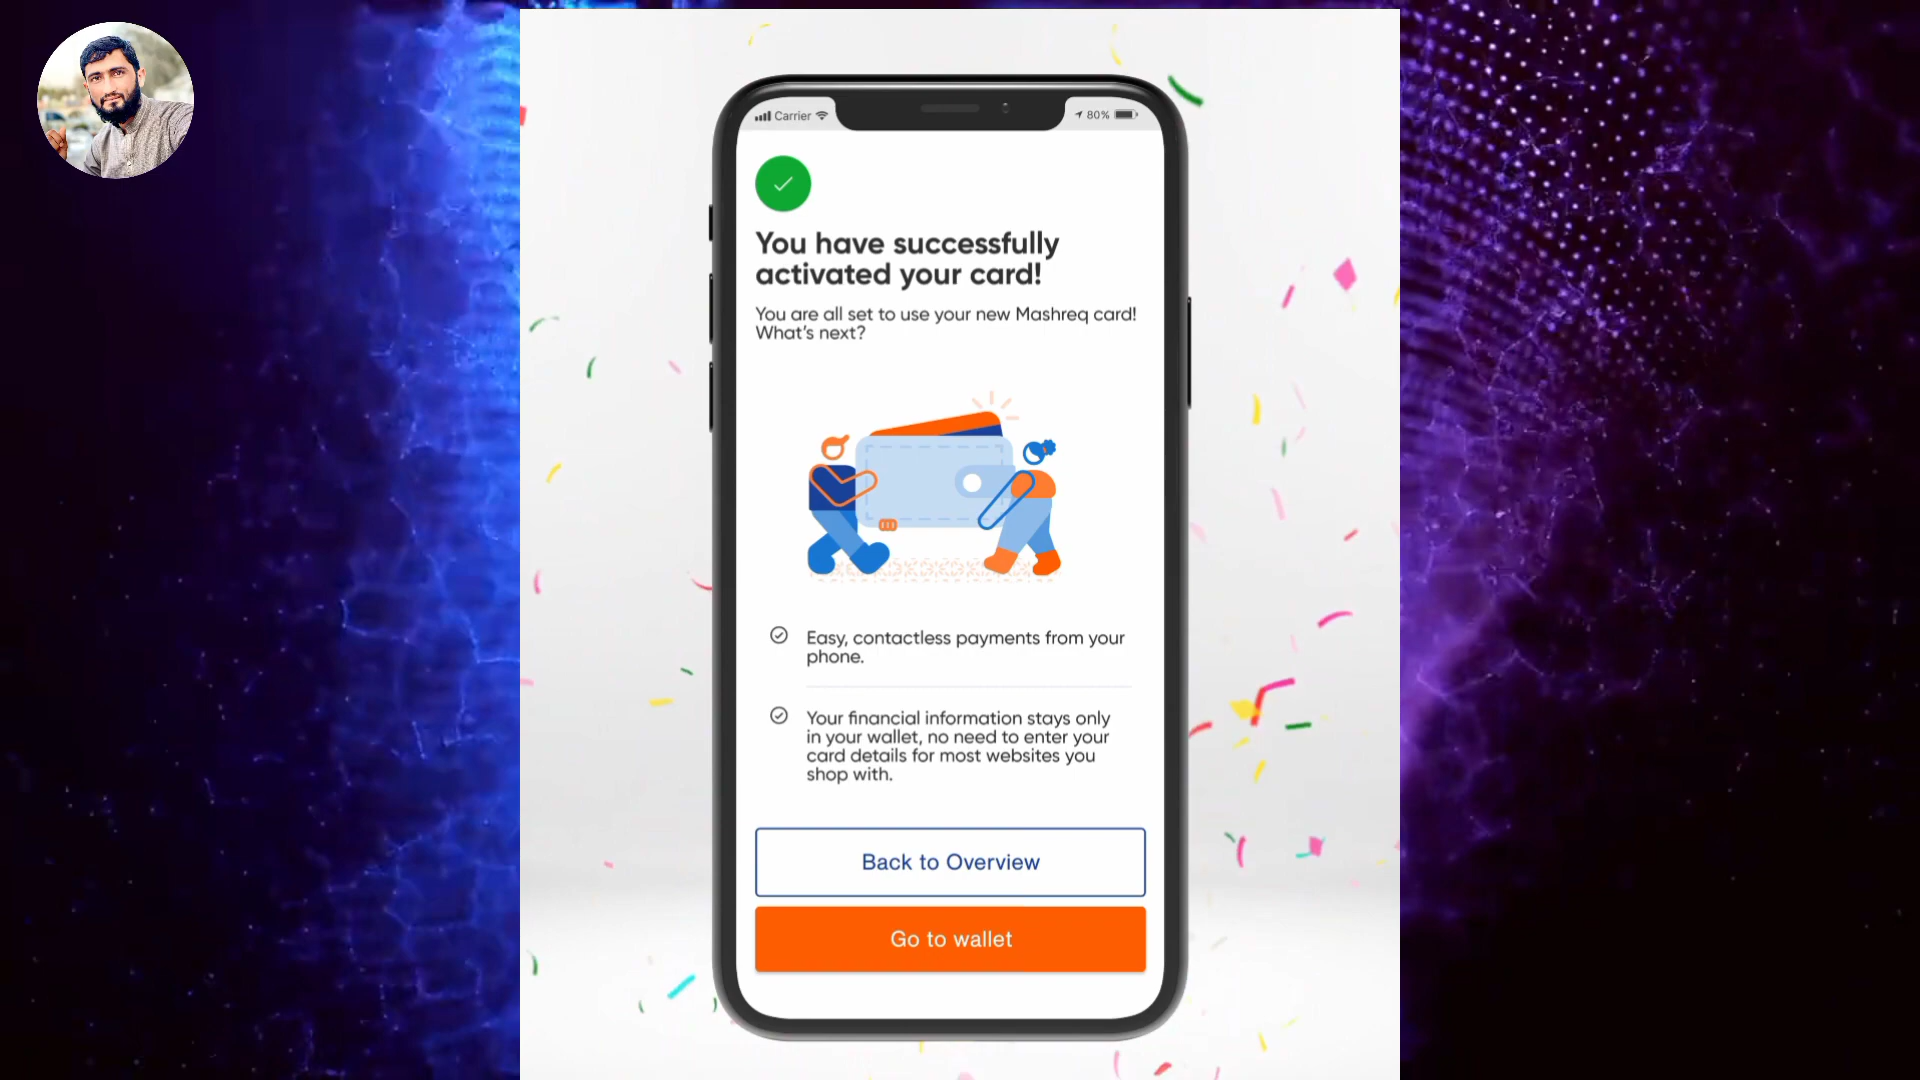 Carrier
80%
You have successfully
activated your card!
You are all set to use your new Mashreq card!
What's next?
Easy, contactless payments from your
phone.
Your financial information stays only
in your wallet, no need to enter your
card details for most websites you
shop with.
Back to Overview
Go to wallet